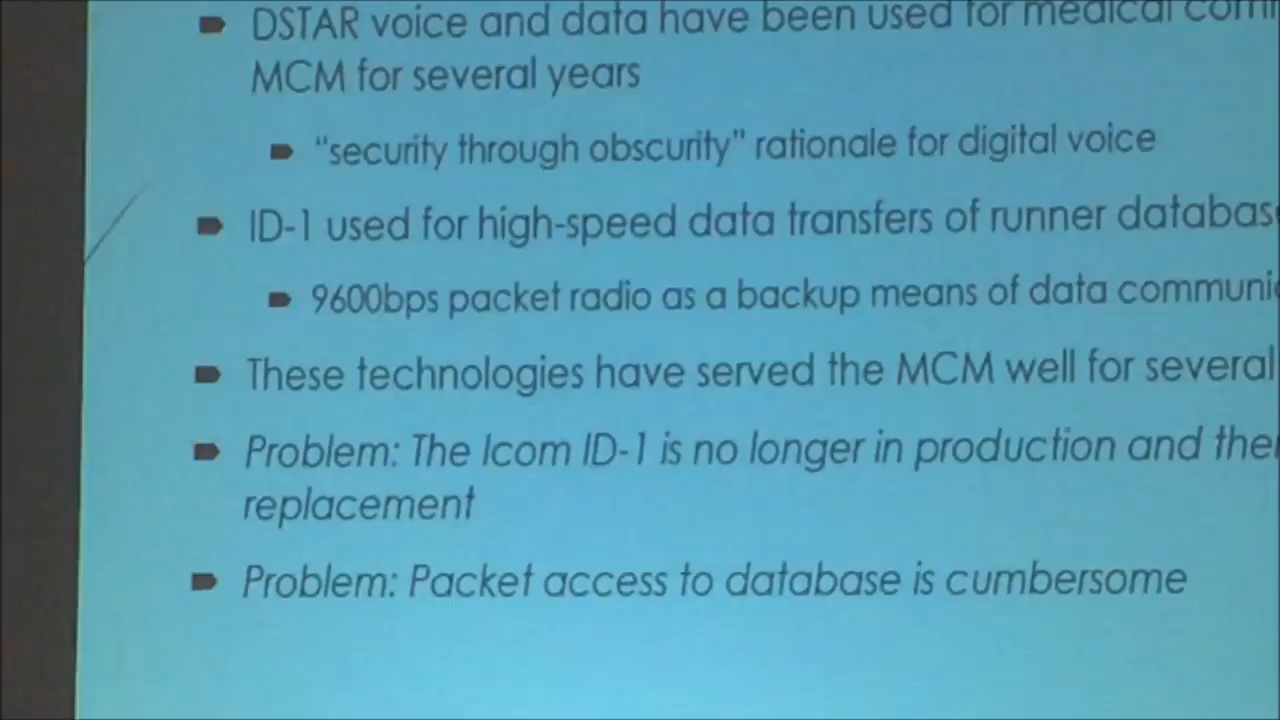 DSTAR voice and data have been used for medical
MCM for several years
"security through obscurity" rationale for digital voice
ID-1 used for high-speed data transfers of runner
9600bps packet radio as a backup means of data
These technologies have served the MCM well for several
Problem: The Icom ID-1 is no longer in production and
replacement
Problem: Packet access to database is cumbersome